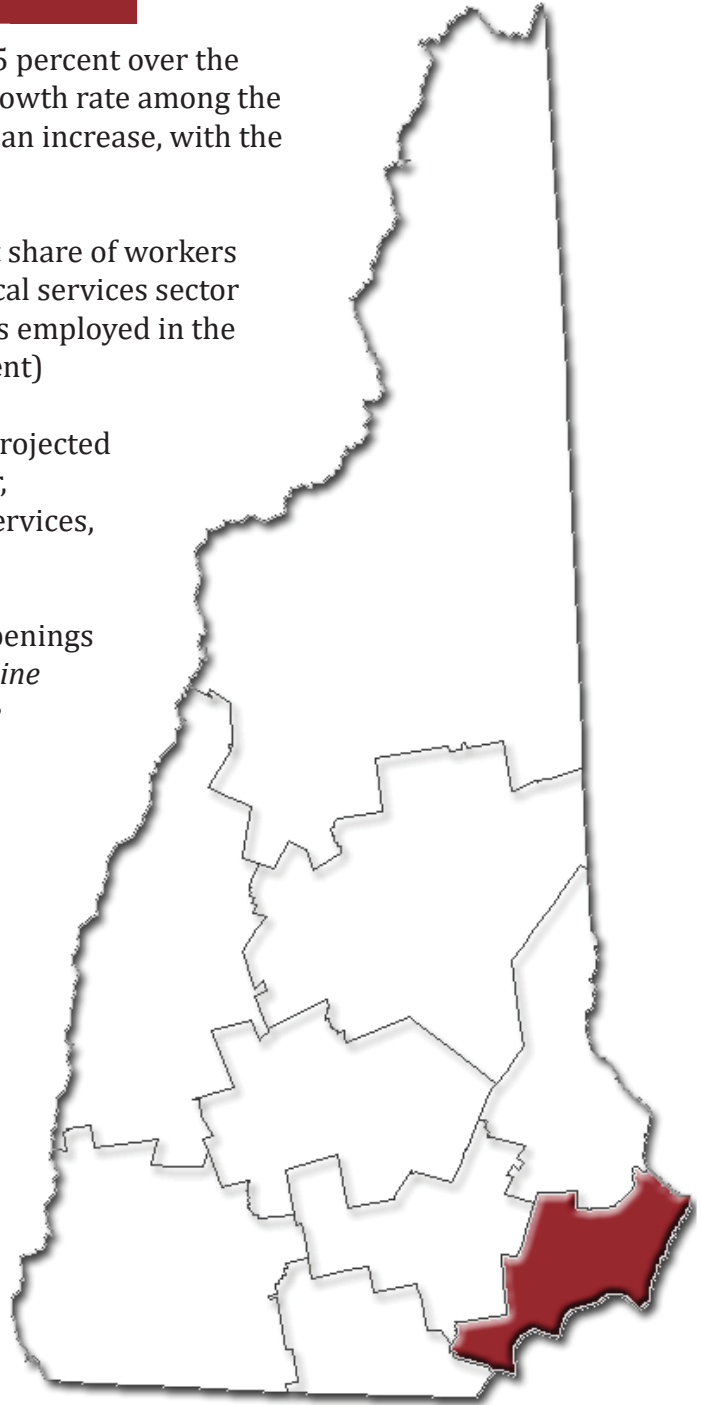 5 percent over the
owth rate among the
an increase, with the
share of workers
cal services sector
s employed in the
ent)
rojected
ervices,
penings
ine